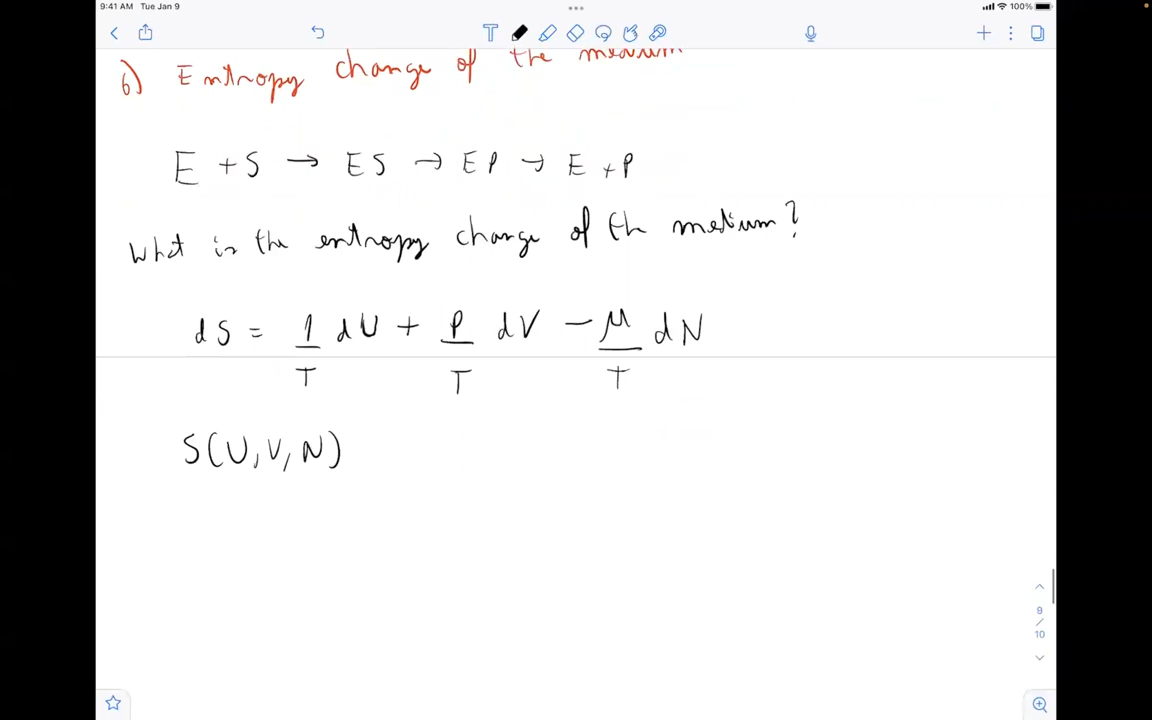 9:41 AM Tue Jan 9
100%
6) Entropy change of the medium
E + S → ES → EP → E + P
What is the entropy change of the medium?
dS = 1/T dU + P/T dV − μ/T dN
S(U, V, N)
9
/
10